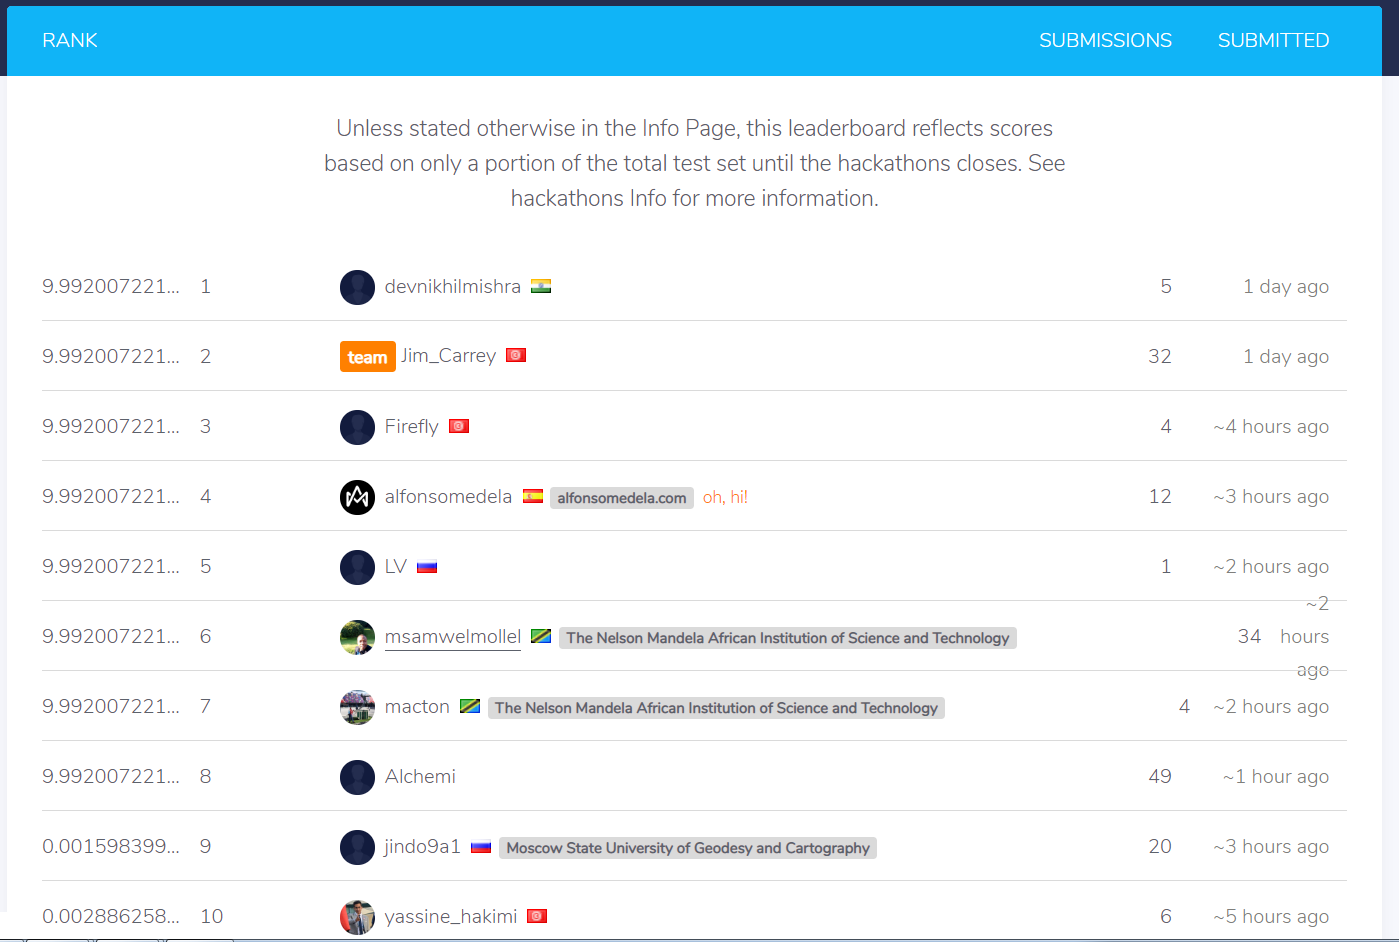 RANK SUBMISSIONS SUBMITTED
Unless stated otherwise in the Info Page, this leaderboard reflects scores
based on only a portion of the total test set until the hackathons closes. See
hackathons Info for more information.
9.992007221... 1 devnikhilmishra 5 1 day ago
9.992007221... 2 team Jim_Carrey 32 1 day ago
9.992007221... 3 Firefly 4 ~4 hours ago
9.992007221... 4 alfonsomedela alfonsomedela.com oh, hi! 12 ~3 hours ago
9.992007221... 5 LV 1 ~2 hours ago
9.992007221... 6 msamwelmollel The Nelson Mandela African Institution of Science and Technology 34 ~2 hours ago
9.992007221... 7 macton The Nelson Mandela African Institution of Science and Technology 4 ~2 hours ago
9.992007221... 8 Alchemi 49 ~1 hour ago
0.001598399... 9 jindo9a1 Moscow State University of Geodesy and Cartography 20 ~3 hours ago
0.002886258... 10 yassine_hakimi 6 ~5 hours ago